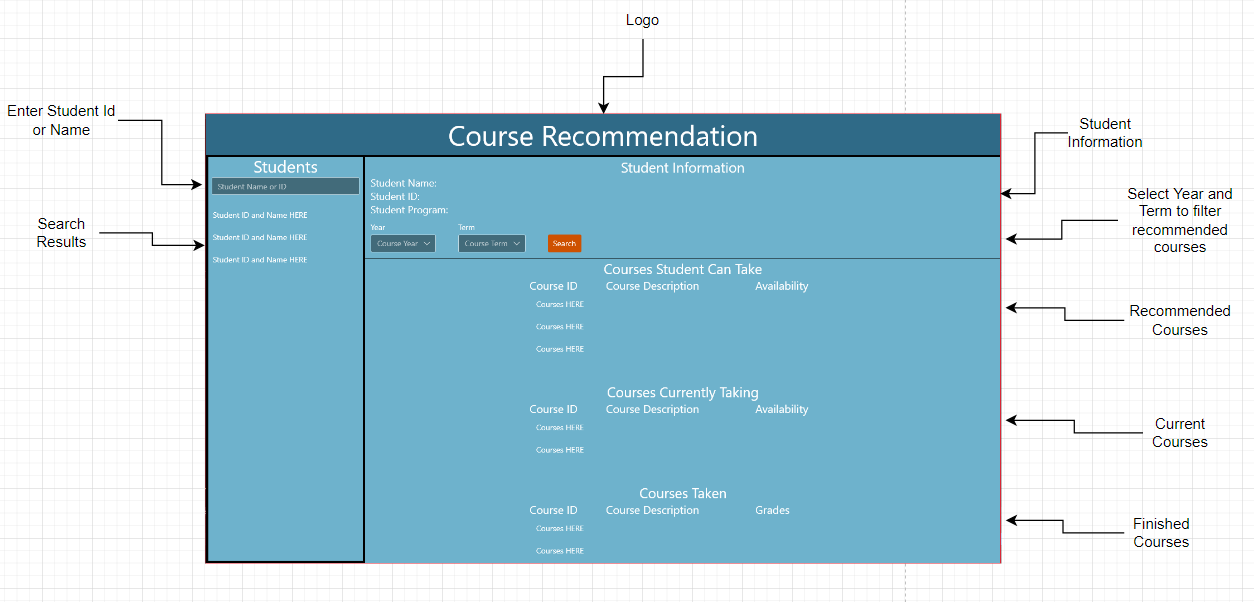 Logo
Enter Student Id
or Name
Search
Results
Course Recommendation
Students
Student Name or ID
Student ID and Name HERE
Student ID and Name HERE
Student ID and Name HERE
Student Information
Student Name:
Student ID:
Student Program:
Year Term
Course Year Course Term Search
Courses Student Can Take
Course ID Course Description Availability
Courses HERE
Courses HERE
Courses HERE
Courses Currently Taking
Course ID Course Description Availability
Courses HERE
Courses HERE
Courses Taken
Course ID Course Description Grades
Courses HERE
Courses HERE
Student
Information
Select Year and
Term to filter
recommended
courses
Recommended
Courses
Current
Courses
Finished
Courses